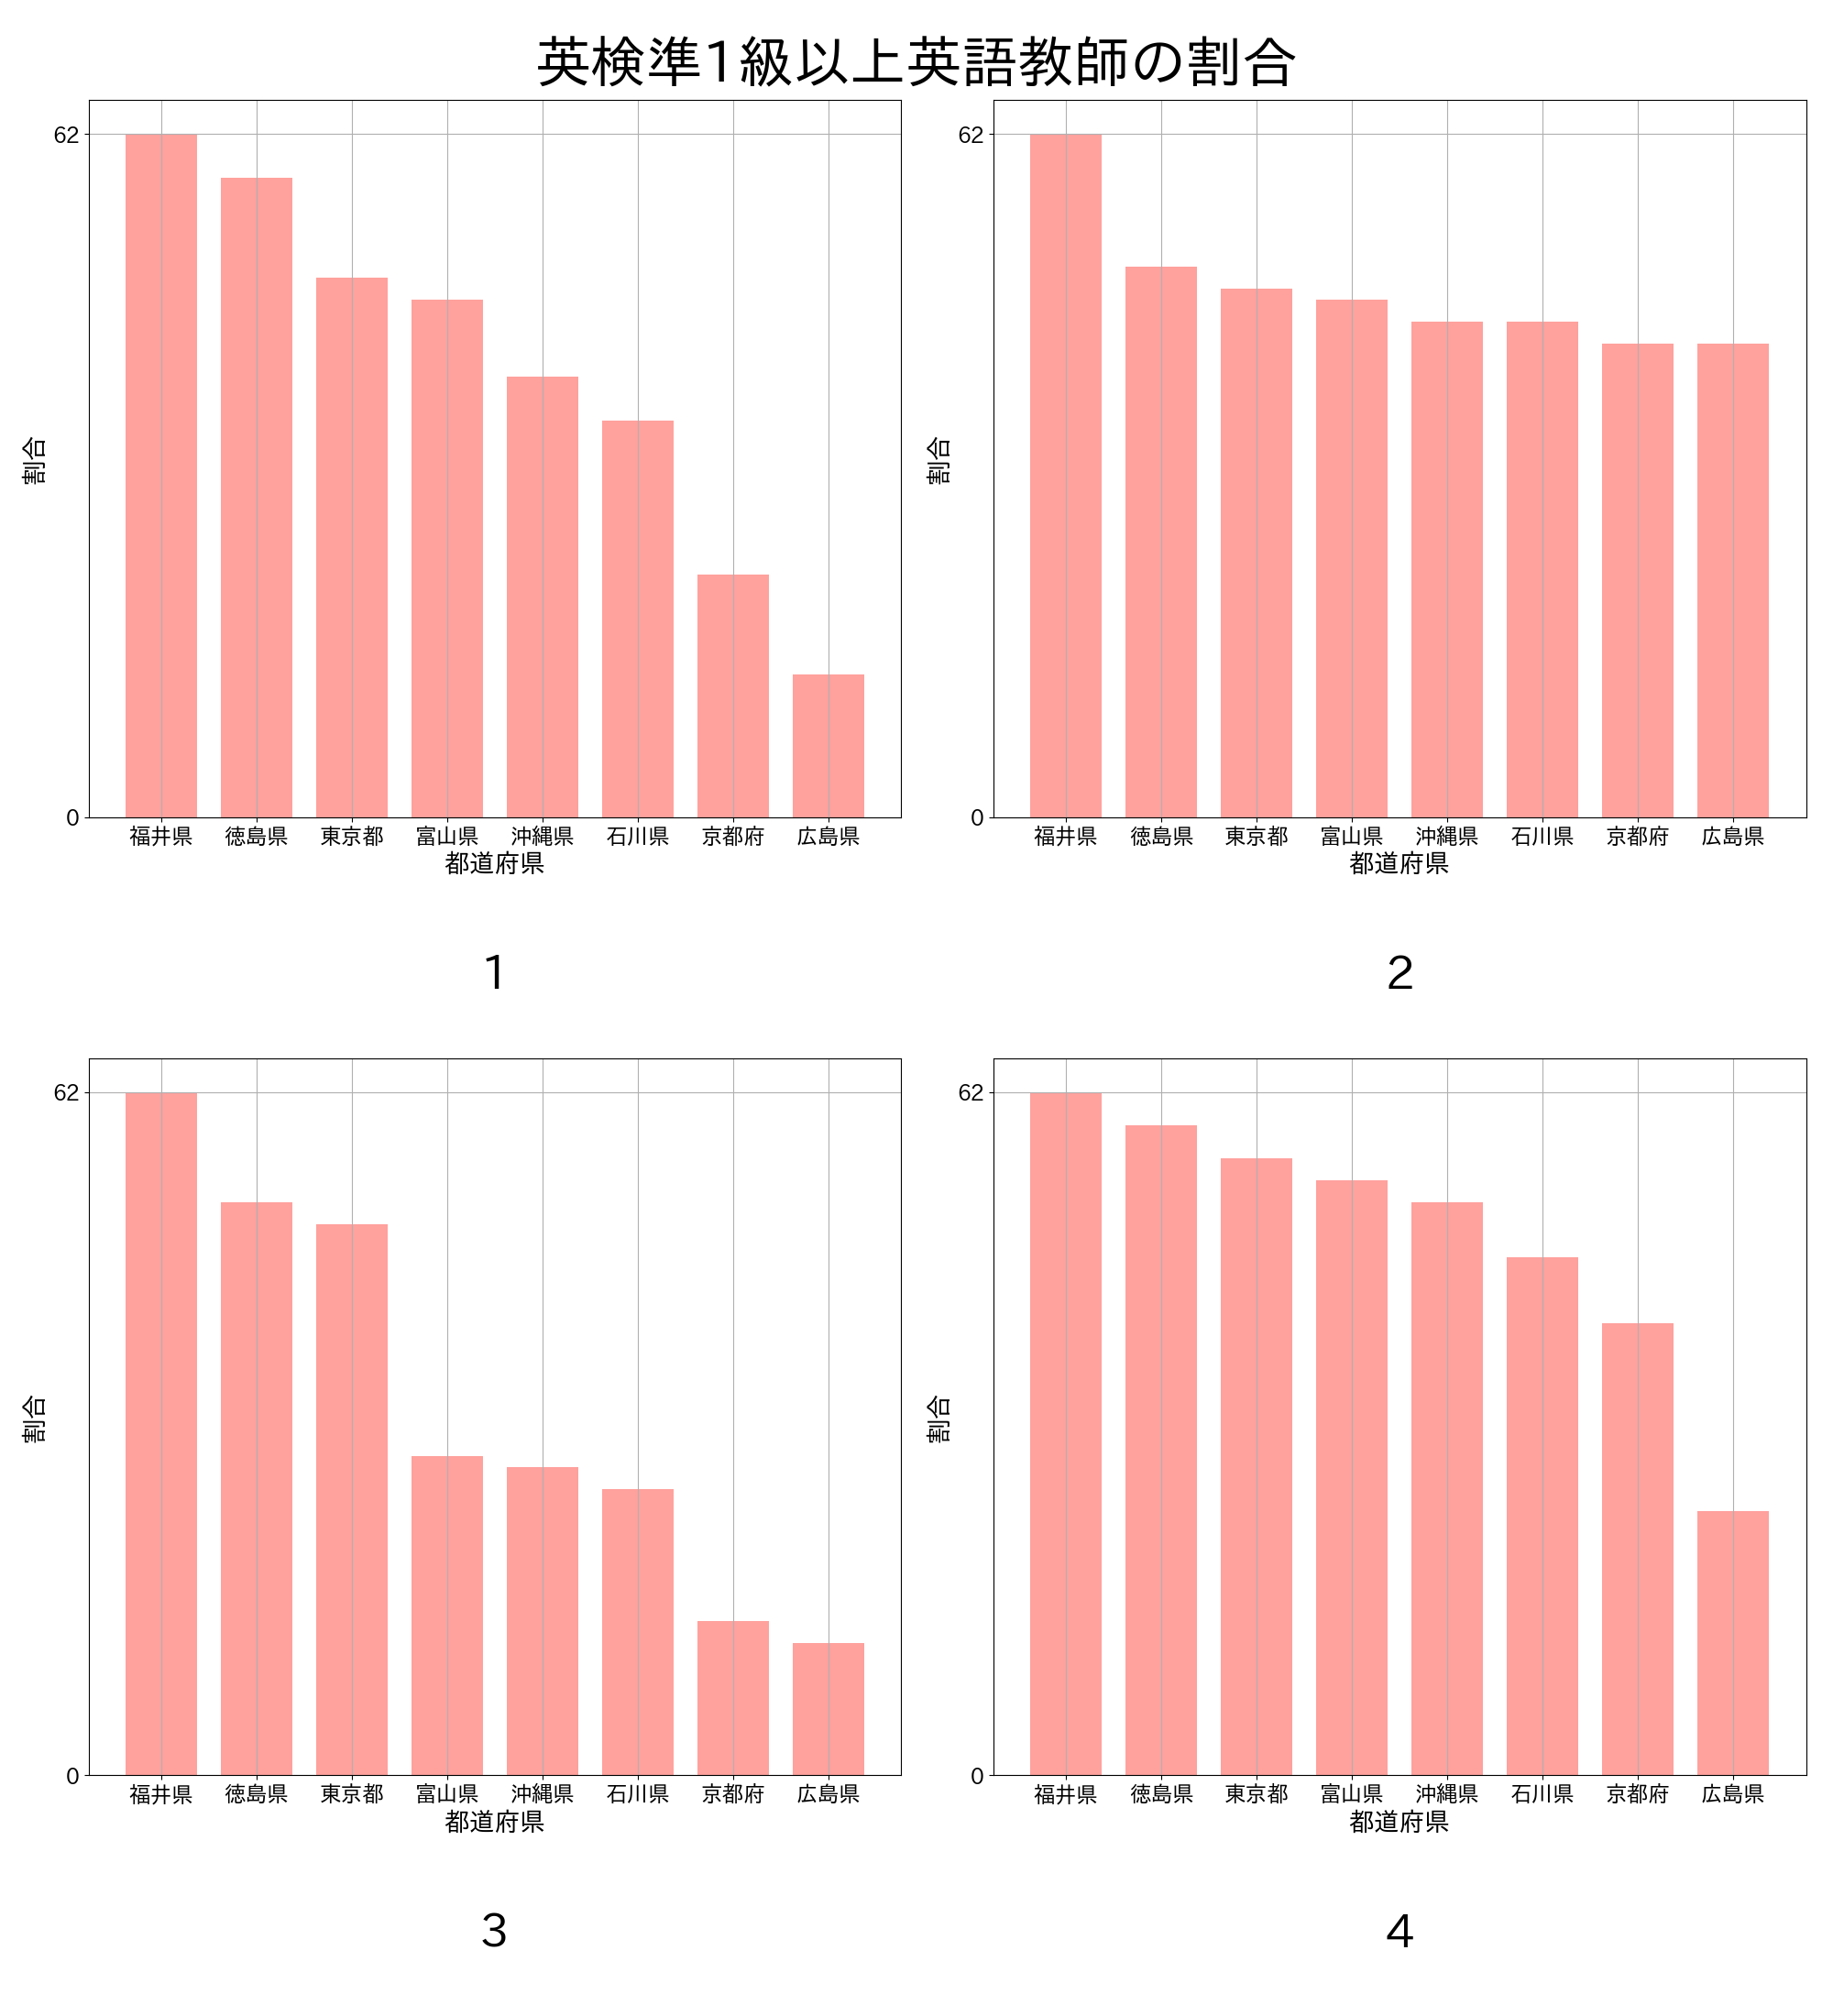 英検準1級以上英語教師の割合
62
0
割合
福井県 徳島県 東京都 富山県 沖縄県 石川県 京都府 広島県
都道府県
1
62
0
割合
福井県 徳島県 東京都 富山県 沖縄県 石川県 京都府 広島県
都道府県
2
62
0
割合
福井県 徳島県 東京都 富山県 沖縄県 石川県 京都府 広島県
都道府県
3
62
0
割合
福井県 徳島県 東京都 富山県 沖縄県 石川県 京都府 広島県
都道府県
4